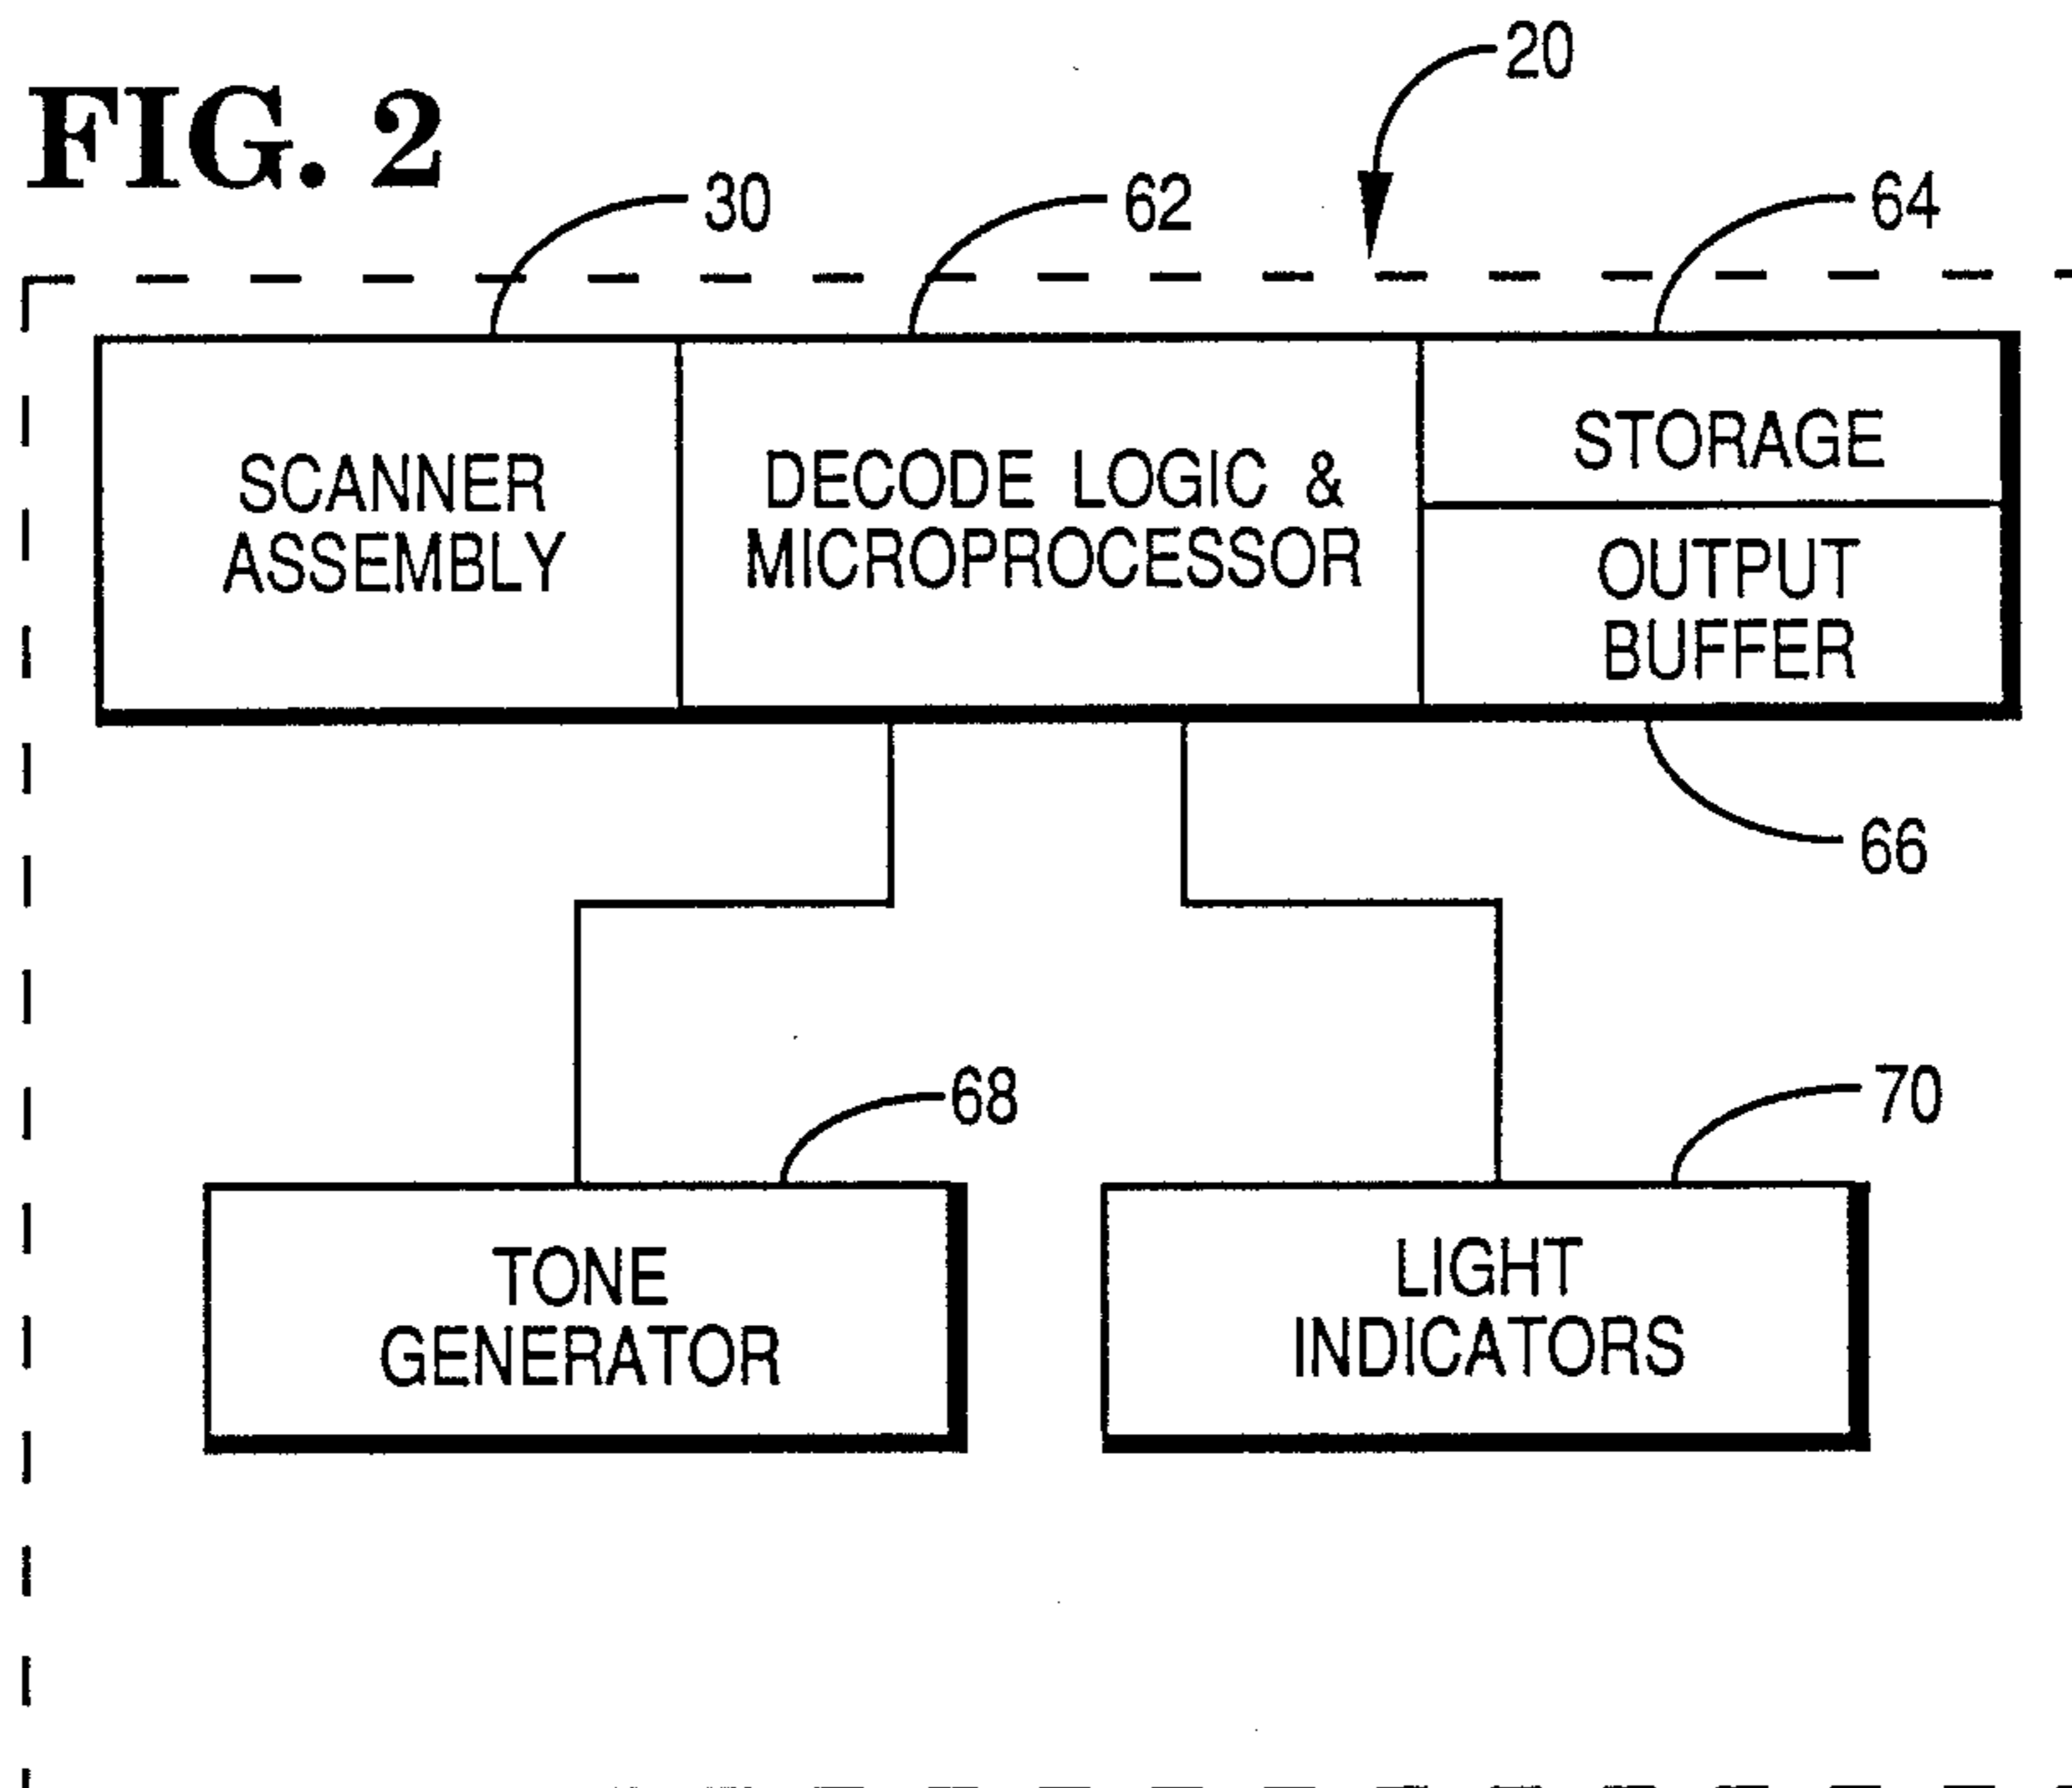 FIG. 2
20
30
62
64
SCANNER
ASSEMBLY
DECODE LOGIC &
MICROPROCESSOR
STORAGE
OUTPUT
BUFFER
66
68
70
TONE
GENERATOR
LIGHT
INDICATORS